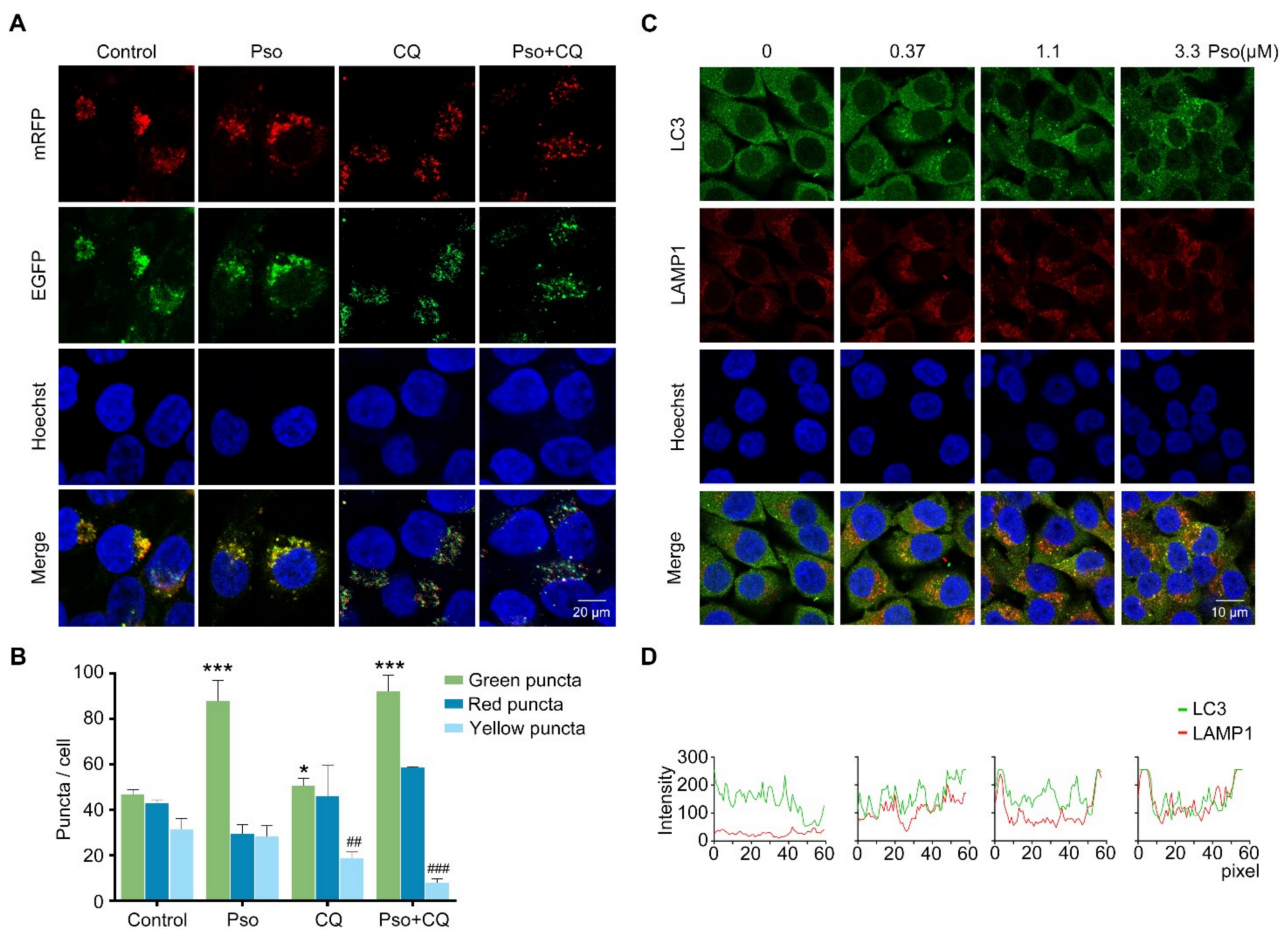 A
Control Pso CQ Pso+CQ
mRFP
EGFP
Hoechst
Merge
20 µm
B
Puncta / cell
100
80
60
40
20
0
***
*
##
***
###
Green puncta
Red puncta
Yellow puncta
Control Pso CQ Pso+CQ
C
0 0.37 1.1 3.3 Pso(µM)
LC3
LAMP1
Hoechst
Merge
10 µm
D
LC3
LAMP1
Intensity
300
200
100
0
0 20 40 60 0 20 40 60 0 20 40 60 0 20 40 60
pixel